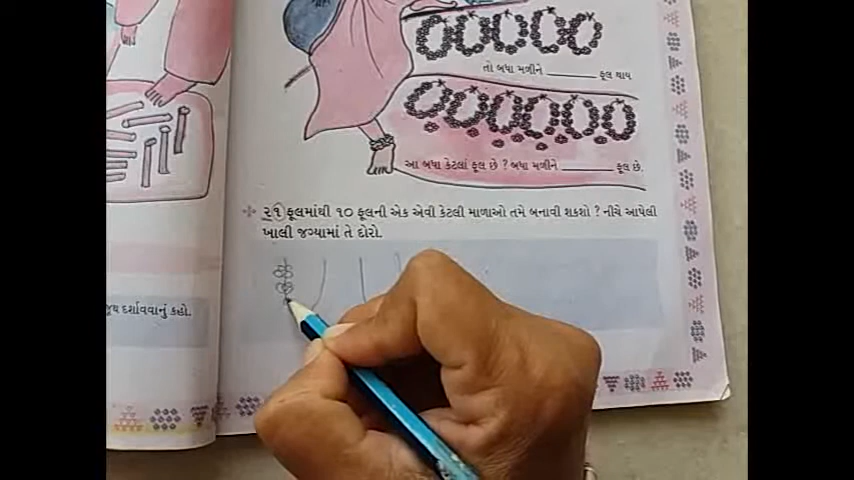 તો બધા મળીને ______ ફૂલ થાય
આ બધા કેટલાં ફૂલ છે ? બધા મળીને ______ ફૂલ છે.
૨૧ ફૂલમાંથી ૧૦ ફૂલની એક એવી કેટલી માળાઓ તમે બનાવી શકશો ? નીચે આપેલી
ખાલી જગ્યામાં તે દોરો.
દર્શાવવાનું કહો.